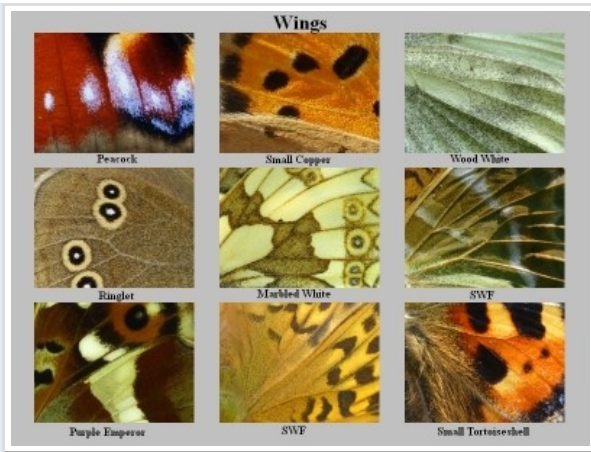 Wings
Peacock
Small Copper
Wood White
Ringlet
Marbled White
SWF
Purple Emperor
SWF
Small Tortoiseshell